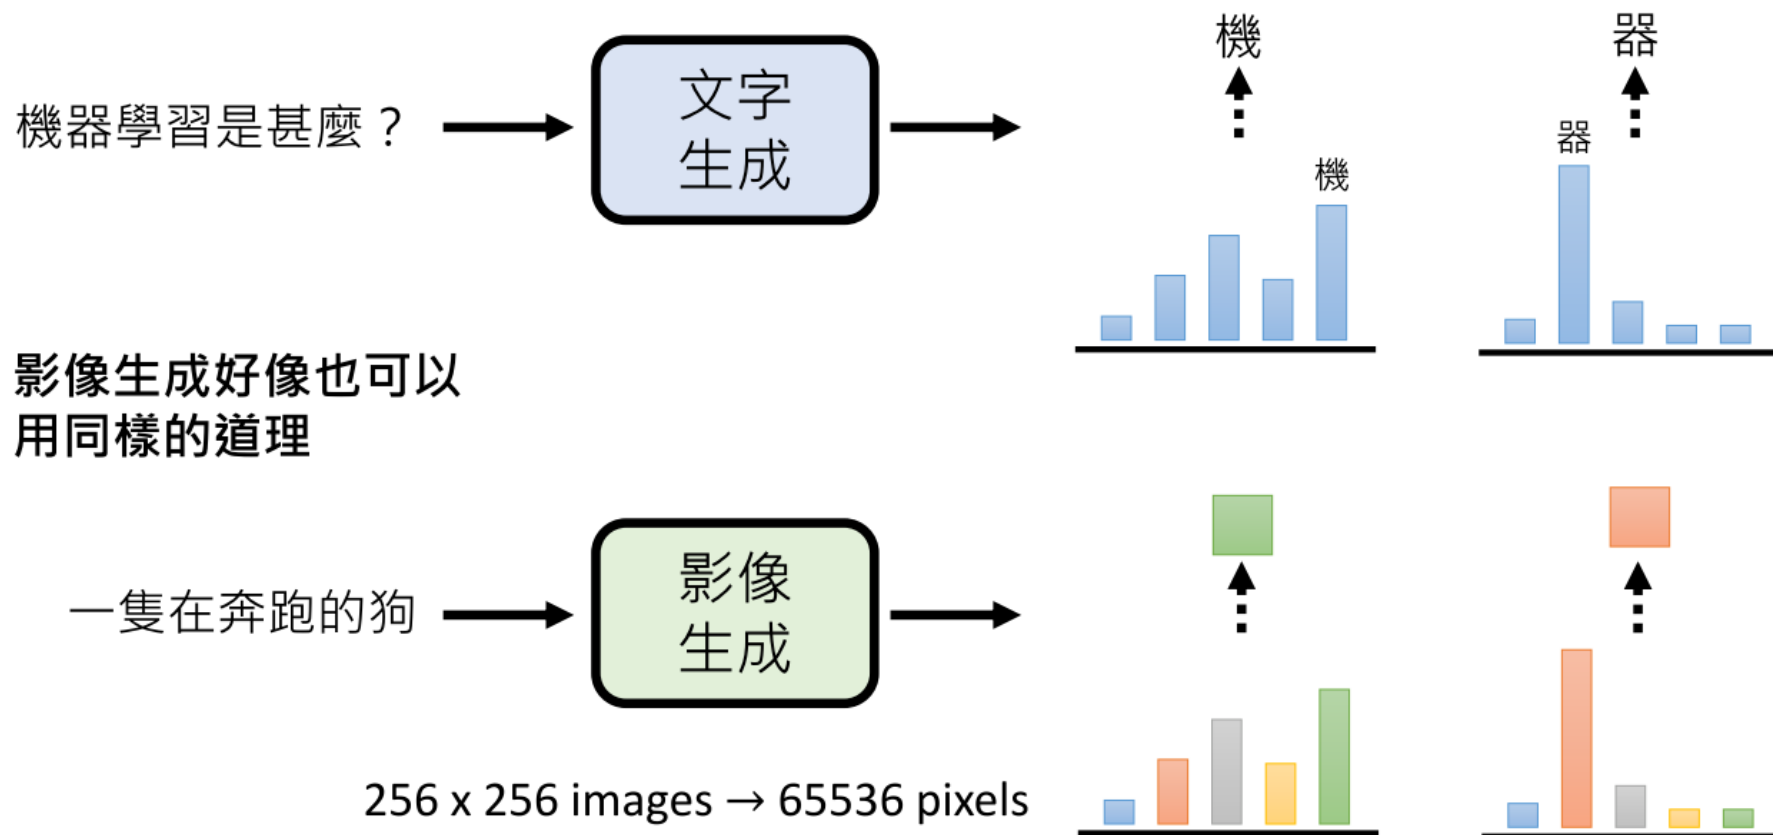 機
器
機器學習是甚麼？
文字
生成
器
機
影像生成好像也可以
用同樣的道理
一隻在奔跑的狗
影像
生成
256 x 256 images → 65536 pixels